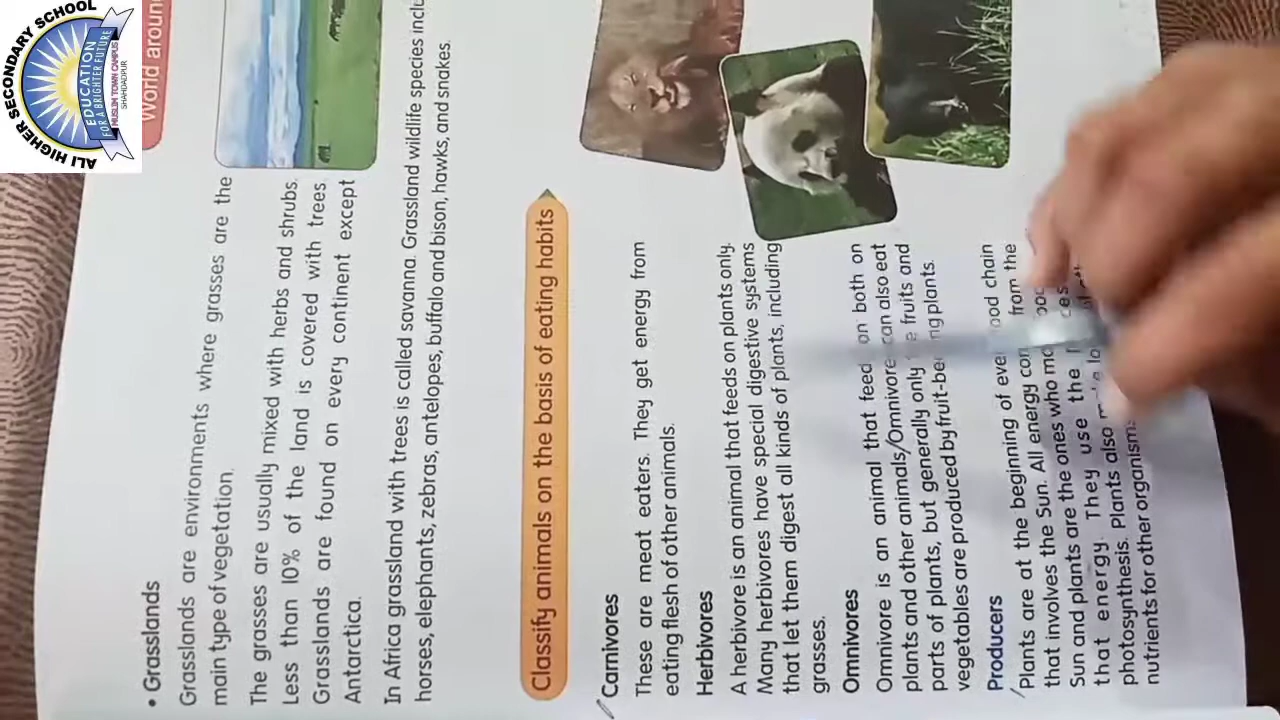 ALI HIGHER SECONDARY SCHOOL
EDUCATION
FOR A BRIGHTER FUTURE
MUSLIM TOWN CAMPUS
SHAHDADPUR
World aroun
• Grasslands
Grasslands are environments where grasses are the
main type of vegetation.
The grasses are usually mixed with herbs and shrubs.
Less than 10% of the land is covered with trees
Grasslands are found on every continent except
Antarctica.
In Africa grassland with trees is called savanna. Grassland wildlife species inclu
horses, elephants, zebras, antelopes, buffalo and bison, hawks, and snakes.
Classify animals on the basis of eating habits
Carnivores
These are meat eaters. They get energy from
eating flesh of other animals.
Herbivores
A herbivore is an animal that feeds on plants only.
Many herbivores have special digestive systems
that let them digest all kinds of plants, including
grasses.
Omnivores
Omnivore is an animal that feed on both on
plants and other animals/Omnivore can also eat
parts of plants, but generally only fruits and
vegetables are produced by fruit-be ng plants.
Producers
Plants are at the beginning of ood chain
that involves the Sun. All energy from the
Sun and plants are the ones who
that energy. They use the
photosynthesis. Plants also
nutrients for other